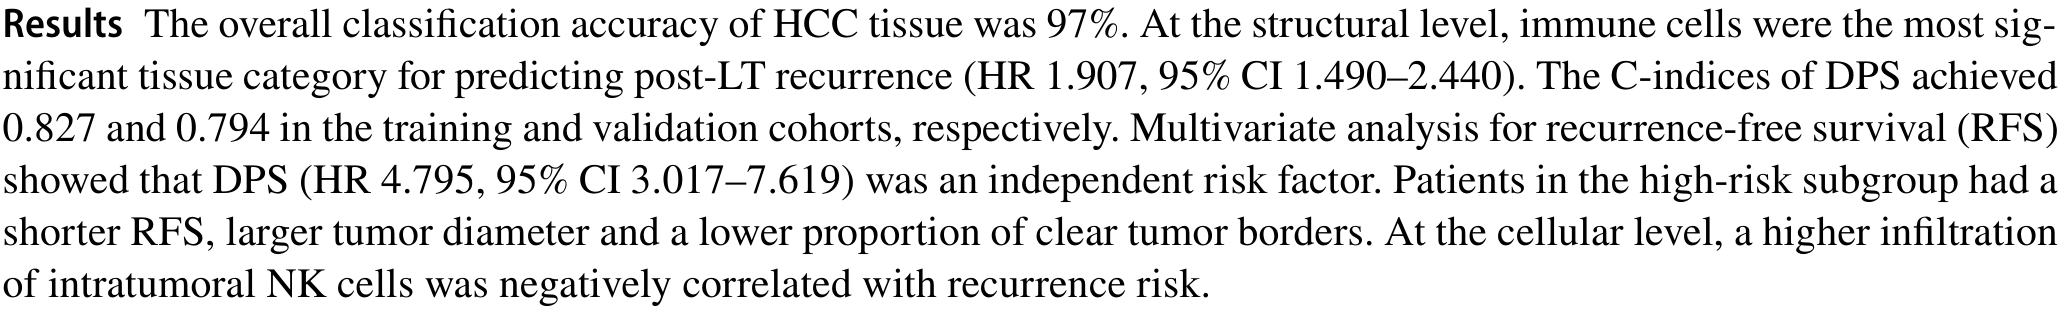 Results The overall classification accuracy of HCC tissue was 97%. At the structural level, immune cells were the most sig-
nificant tissue category for predicting post-LT recurrence (HR 1.907, 95% CI 1.490–2.440). The C-indices of DPS achieved
0.827 and 0.794 in the training and validation cohorts, respectively. Multivariate analysis for recurrence-free survival (RFS)
showed that DPS (HR 4.795, 95% CI 3.017–7.619) was an independent risk factor. Patients in the high-risk subgroup had a
shorter RFS, larger tumor diameter and a lower proportion of clear tumor borders. At the cellular level, a higher infiltration
of intratumoral NK cells was negatively correlated with recurrence risk.